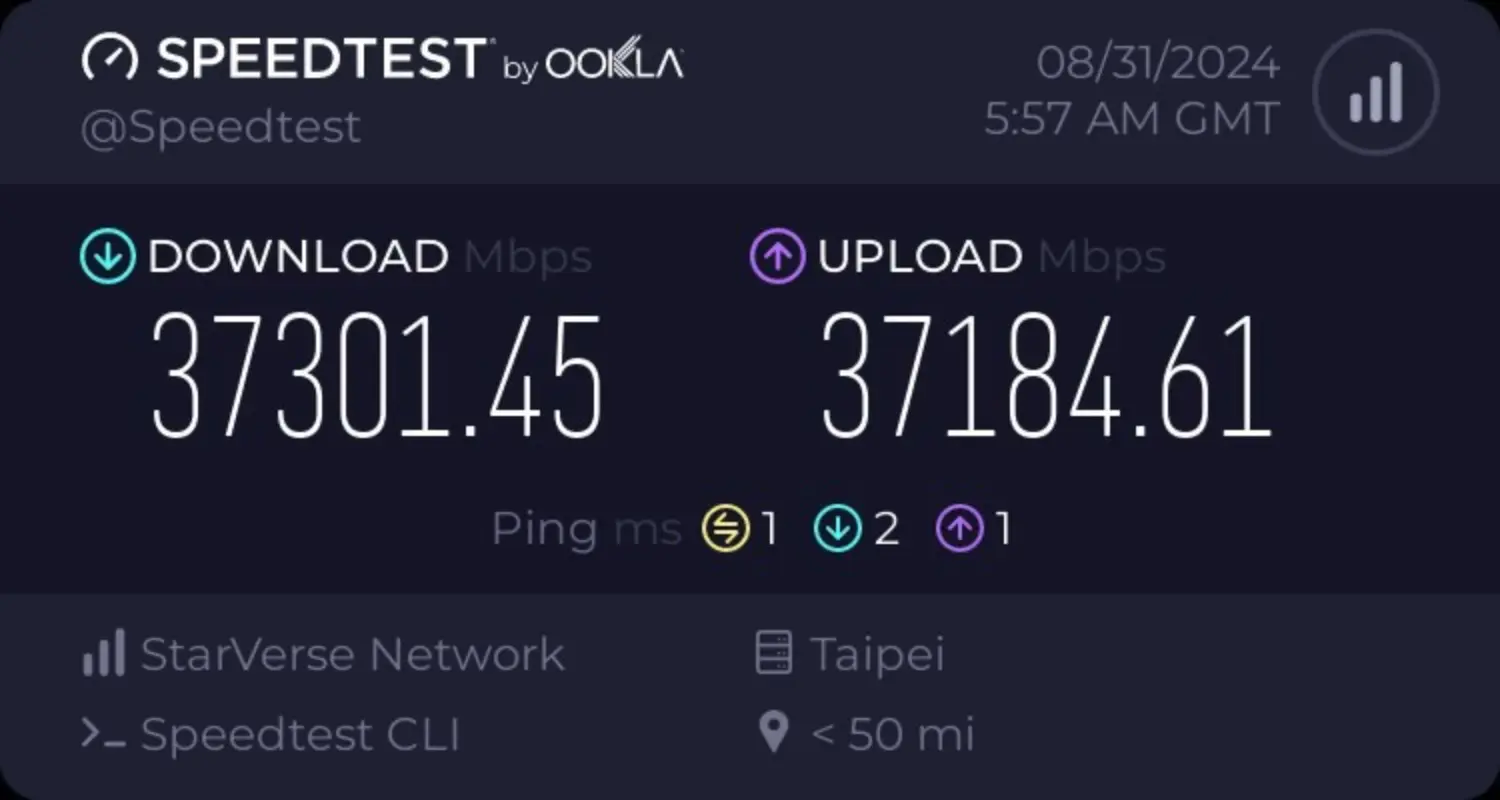 SPEEDTEST by OOKLA
@Speedtest
08/31/2024
5:57 AM GMT
DOWNLOAD Mbps
37301.45
UPLOAD Mbps
37184.61
Ping ms 1 2 1
StarVerse Network
Speedtest CLI
Taipei
< 50 mi